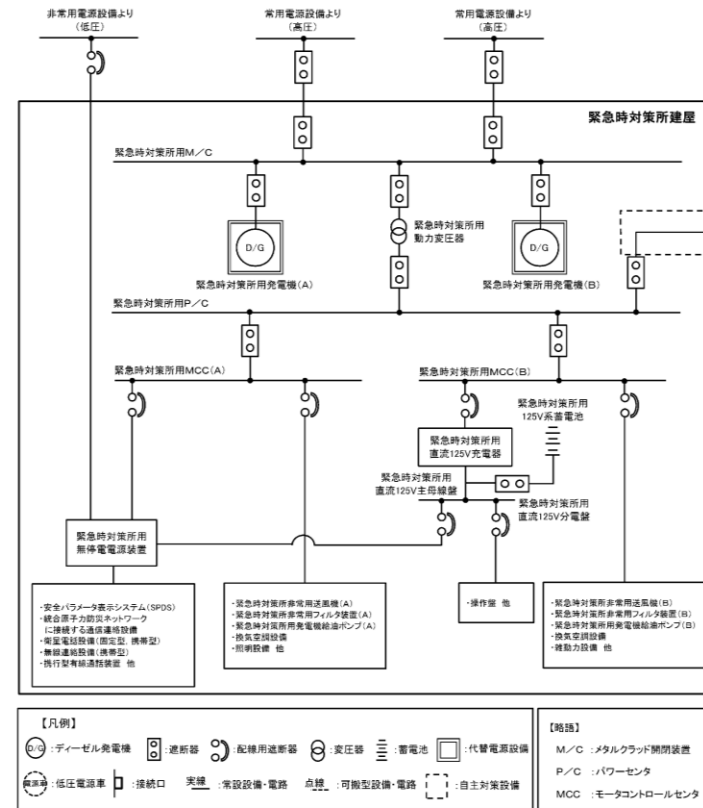 非常用電源設備より
(低圧)
常用電源設備より
(高圧)
常用電源設備より
(高圧)
緊急時対策所建屋
緊急時対策所用M／C
D/G
緊急時対策所用
動力変圧器
D/G
緊急時対策所用発電機(A)
緊急時対策所用発電機(B)
緊急時対策所用P／C
緊急時対策所用MCC(A)
緊急時対策所用MCC(B)
緊急時対策所用
125V系蓄電池
緊急時対策所用
直流125V充電器
緊急時対策所用
直流125V主母線盤
緊急時対策所用
直流125V分電盤
緊急時対策所用
無停電電源装置
・安全パラメータ表示システム(SPDS)
・統合原子力防災ネットワーク
に接続する通信連絡設備
・衛星電話設備(固定型, 携帯型)
・無線連絡設備(携帯型)
・携行型有線通話装置 他
・緊急時対策所非常用送風機(A)
・緊急時対策所非常用フィルタ装置(A)
・緊急時対策所用発電機給油ポンプ(A)
・換気空調設備
・照明設備 他
・操作盤 他
・緊急時対策所非常用送風機(B)
・緊急時対策所非常用フィルタ装置(B)
・緊急時対策所用発電機給油ポンプ(B)
・換気空調設備
・雑動力設備 他
【凡例】
D/G :ディーゼル発電機 :遮断器 :配線用遮断器 :変圧器 :蓄電池 :代替電源設備
電源車 :低圧電源車 :接続口 実線 :常設設備・電路 点線 :可搬型設備・電路 :自主対策設備
【略語】
M／C :メタルクラッド開閉装置
P／C :パワーセンタ
MCC :モータコントロールセンタ